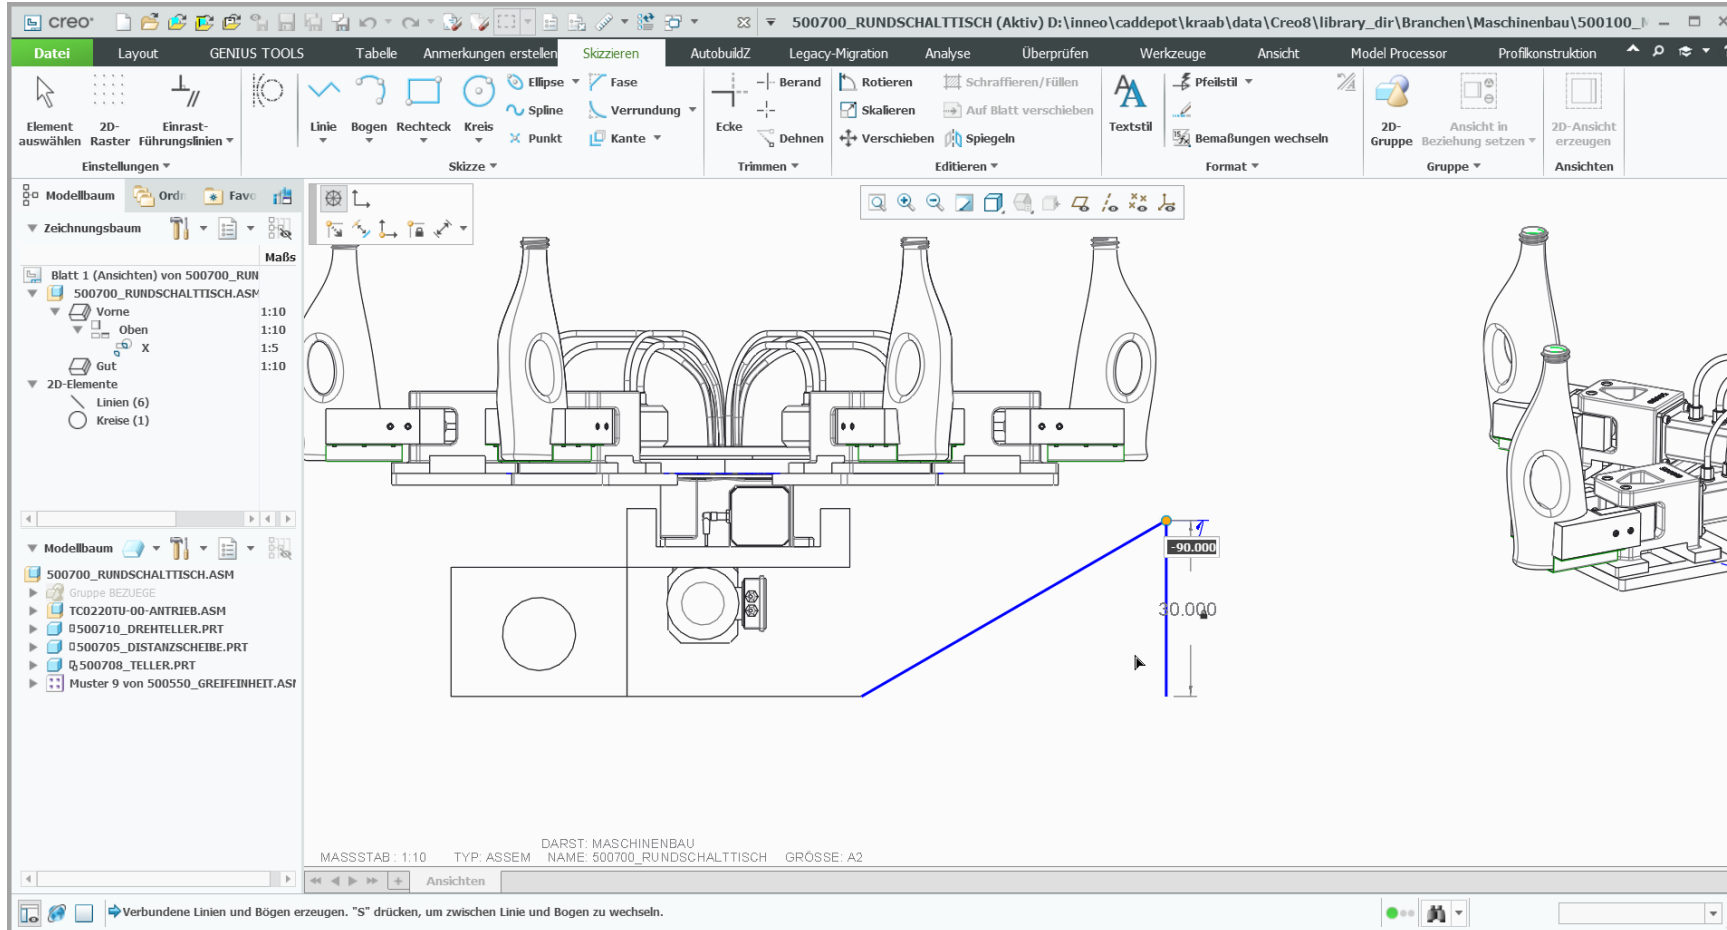 creo®
500700_RUNDSCHALTTISCH (Aktiv) D:\inneo\caddepot\kraab\data\Creo8\library_dir\Branchen\Maschinenbau\500100_
Datei Layout GENIUS TOOLS Tabelle Anmerkungen erstellen Skizzieren AutobuildZ Legacy-Migration Analyse Überprüfen Werkzeuge Ansicht Model Processor Profilkonstruktion
Element auswählen
2D-Raster
Einrast-Führungslinien
Einstellungen
Linie Bogen Rechteck Kreis
Ellipse Fase
Spline Verrundung
Punkt Kante
Skizze
Ecke
Berand
Dehnen
Trimmen
Rotieren Schraffieren/Füllen
Skalieren Auf Blatt verschieben
Verschieben Spiegeln
Editieren
Textstil
Pfeilstil
Bemaßungen wechseln
Format
2D-Gruppe
Ansicht in Beziehung setzen
Gruppe
2D-Ansicht erzeugen
Ansichten
Modellbaum Ordn Favo
Zeichnungsbaum
Maßs
Blatt 1 (Ansichten) von 500700_RUN
500700_RUNDSCHALTTISCH.ASM
Vorne 1:10
Oben 1:10
X 1:5
Gut 1:10
2D-Elemente
Linien (6)
Kreise (1)
Modellbaum
500700_RUNDSCHALTTISCH.ASM
Gruppe BEZUEGE
TC0220TU-00-ANTRIEB.ASM
500710_DREHTELLER.PRT
500705_DISTANZSCHEIBE.PRT
500708_TELLER.PRT
Muster 9 von 500550_GREIFEINHEIT.ASM
-90.000
30.000
DARST: MASCHINENBAU
MASSSTAB : 1:10 TYP: ASSEM NAME: 500700_RUNDSCHALTTISCH GRÖSSE: A2
Ansichten
Verbundene Linien und Bögen erzeugen. "S" drücken, um zwischen Linie und Bogen zu wechseln.